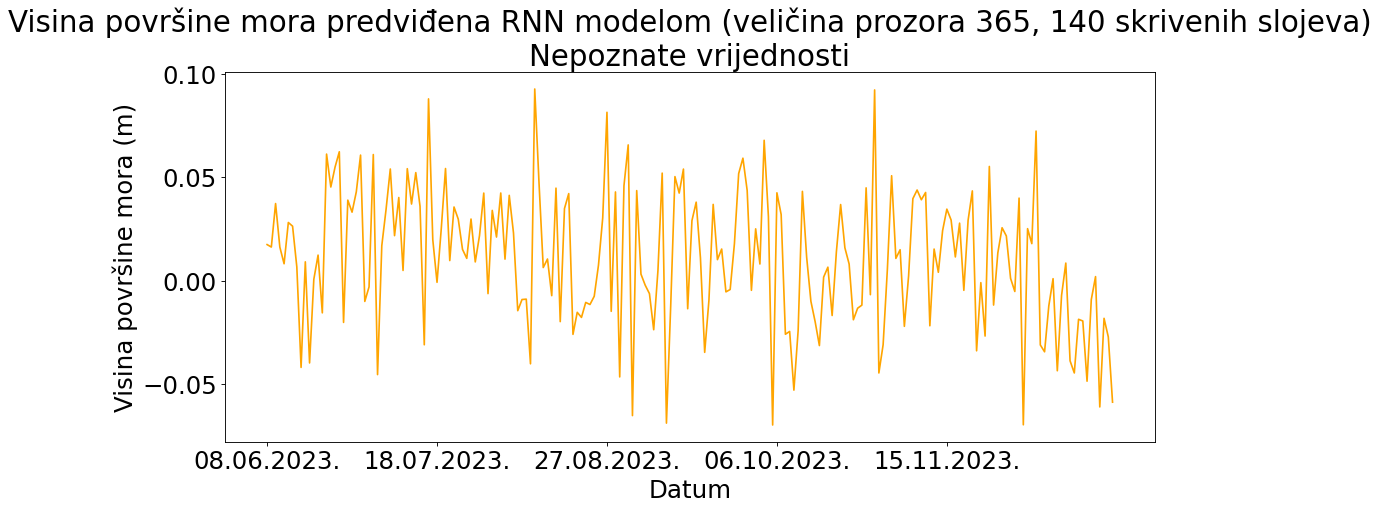 Visina površine mora predviđena RNN modelom (veličina prozora 365, 140 skrivenih slojeva)
Nepoznate vrijednosti
Visina površine mora (m)
0.10
0.05
0.00
−0.05
08.06.2023. 18.07.2023. 27.08.2023. 06.10.2023. 15.11.2023.
Datum